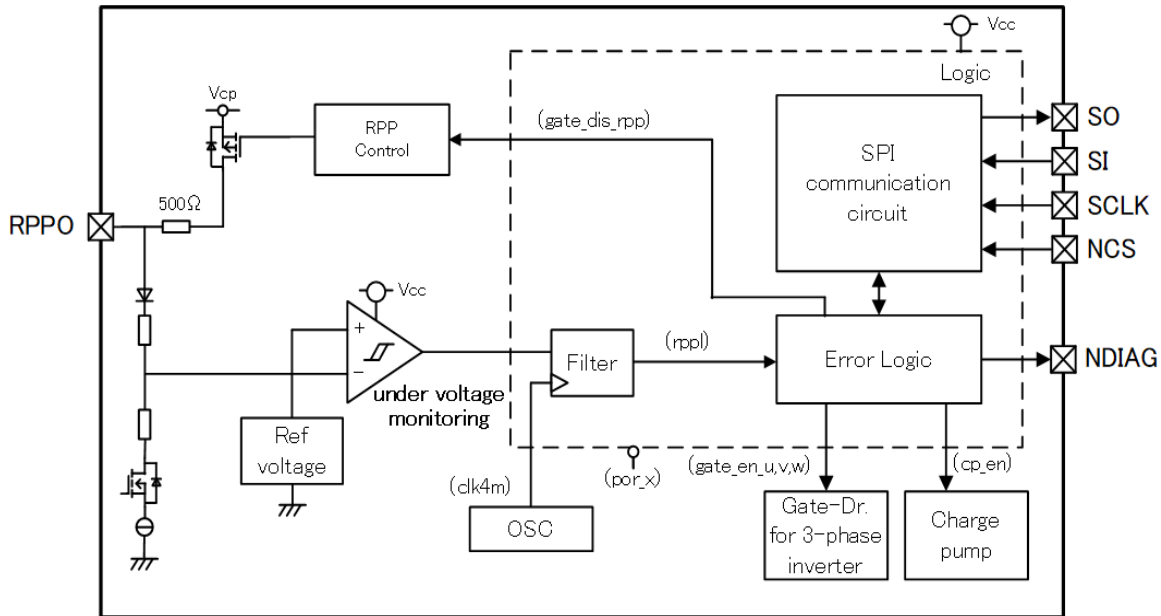 Vcc
Logic
Vcp
RPP
Control
(gate_dis_rpp)
SPI
communication
circuit
SO
SI
SCLK
NCS
500Ω
RPPO
Vcc
+
−
under voltage
monitoring
Filter
(rppl)
Error Logic
NDIAG
Ref
voltage
(clk4m)
OSC
(por_x)
(gate_en_u,v,w)
(cp_en)
Gate-Dr.
for 3-phase
inverter
Charge
pump